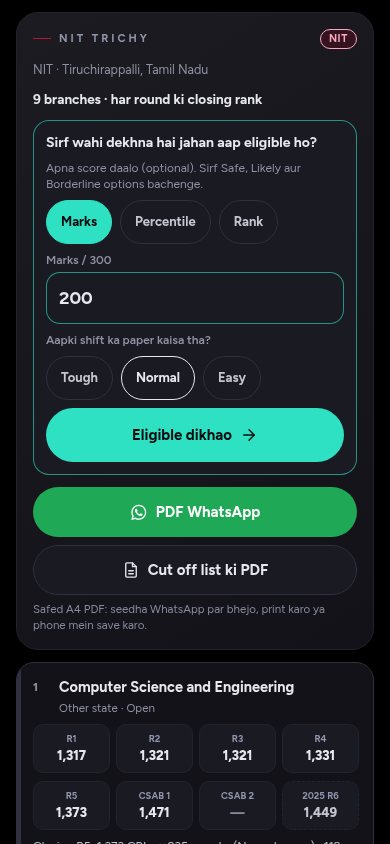 NIT TRICHY
NIT
NIT · Tiruchirappalli, Tamil Nadu
9 branches · har round ki closing rank
Sirf wahi dekhna hai jahan aap eligible ho?
Apna score daalo (optional). Sirf Safe, Likely aur
Borderline options bachenge.
Marks Percentile Rank
Marks / 300
200
Aapki shift ka paper kaisa tha?
Tough Normal Easy
Eligible dikhao →
PDF WhatsApp
Cut off list ki PDF
Safed A4 PDF: seedha WhatsApp par bhejo, print karo ya
phone mein save karo.
1 Computer Science and Engineering
Other state · Open
R1 R2 R3 R4
1,317 1,321 1,321 1,331
R5 CSAB 1 CSAB 2 2025 R6
1,373 1,471 — 1,449